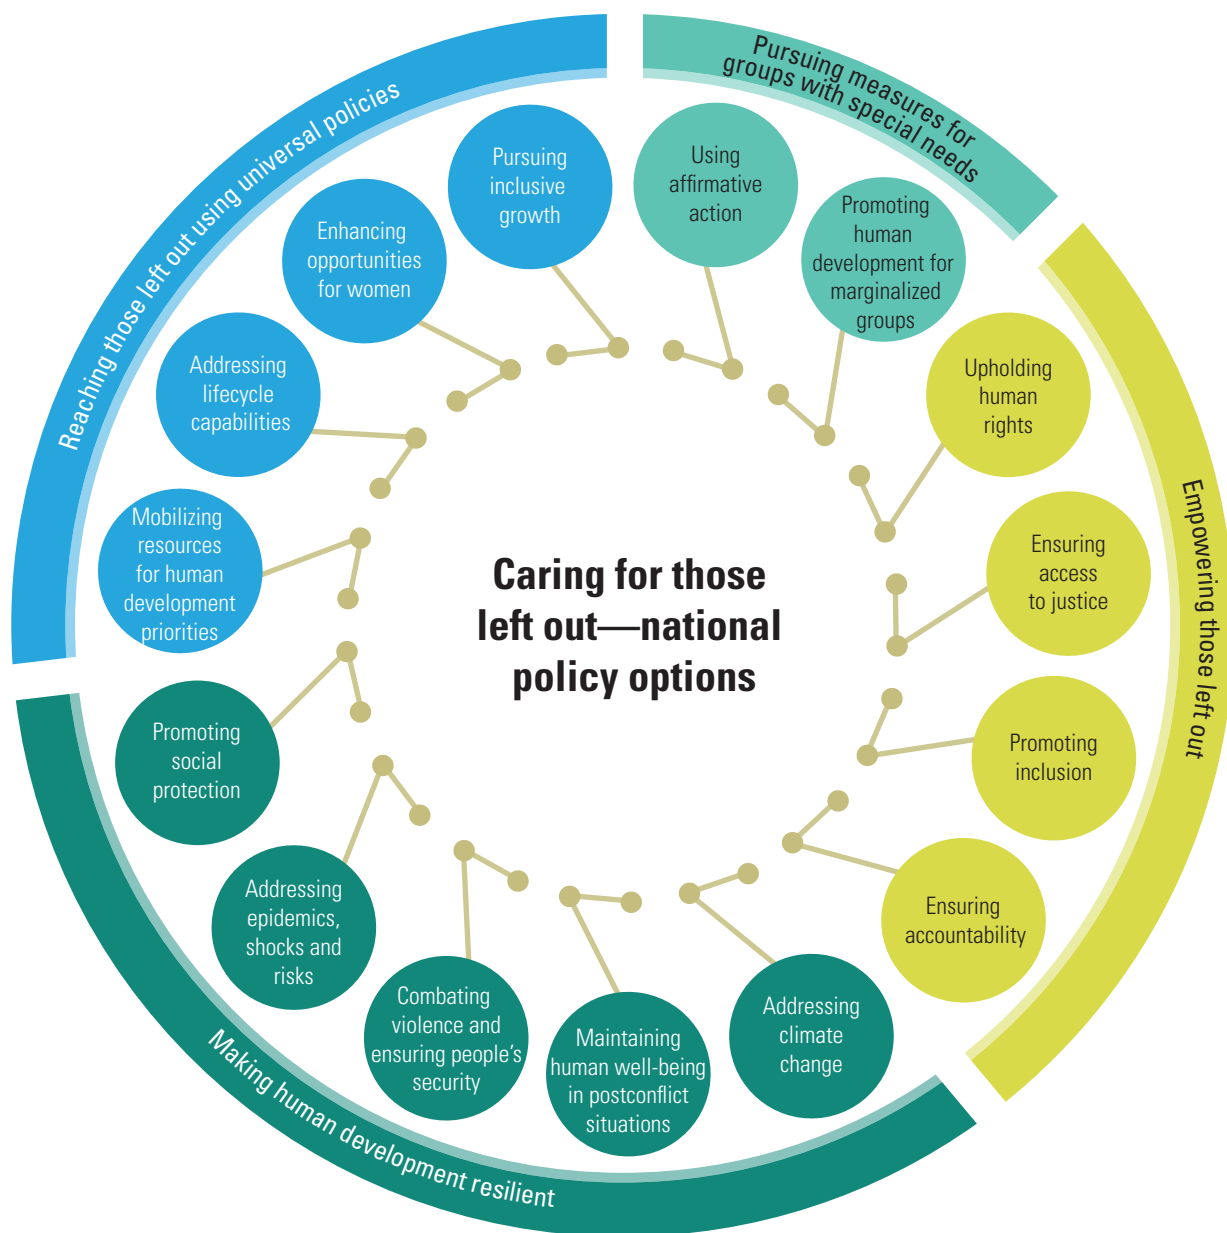 Reaching those left out using universal policies
Pursuing
inclusive
growth
Enhancing
opportunities
for women
Addressing
lifecycle
capabilities
Mobilizing
resources
for human
development
priorities
Pursuing measures for
groups with special needs
Using
affirmative
action
Promoting
human
development for
marginalized
groups
Empowering those left out
Upholding
human
rights
Ensuring
access
to justice
Promoting
inclusion
Ensuring
accountability
Caring for those
left out—national
policy options
Making human development resilient
Promoting
social
protection
Addressing
epidemics,
shocks and
risks
Combating
violence and
ensuring people's
security
Maintaining
human well-being
in postconflict
situations
Addressing
climate
change